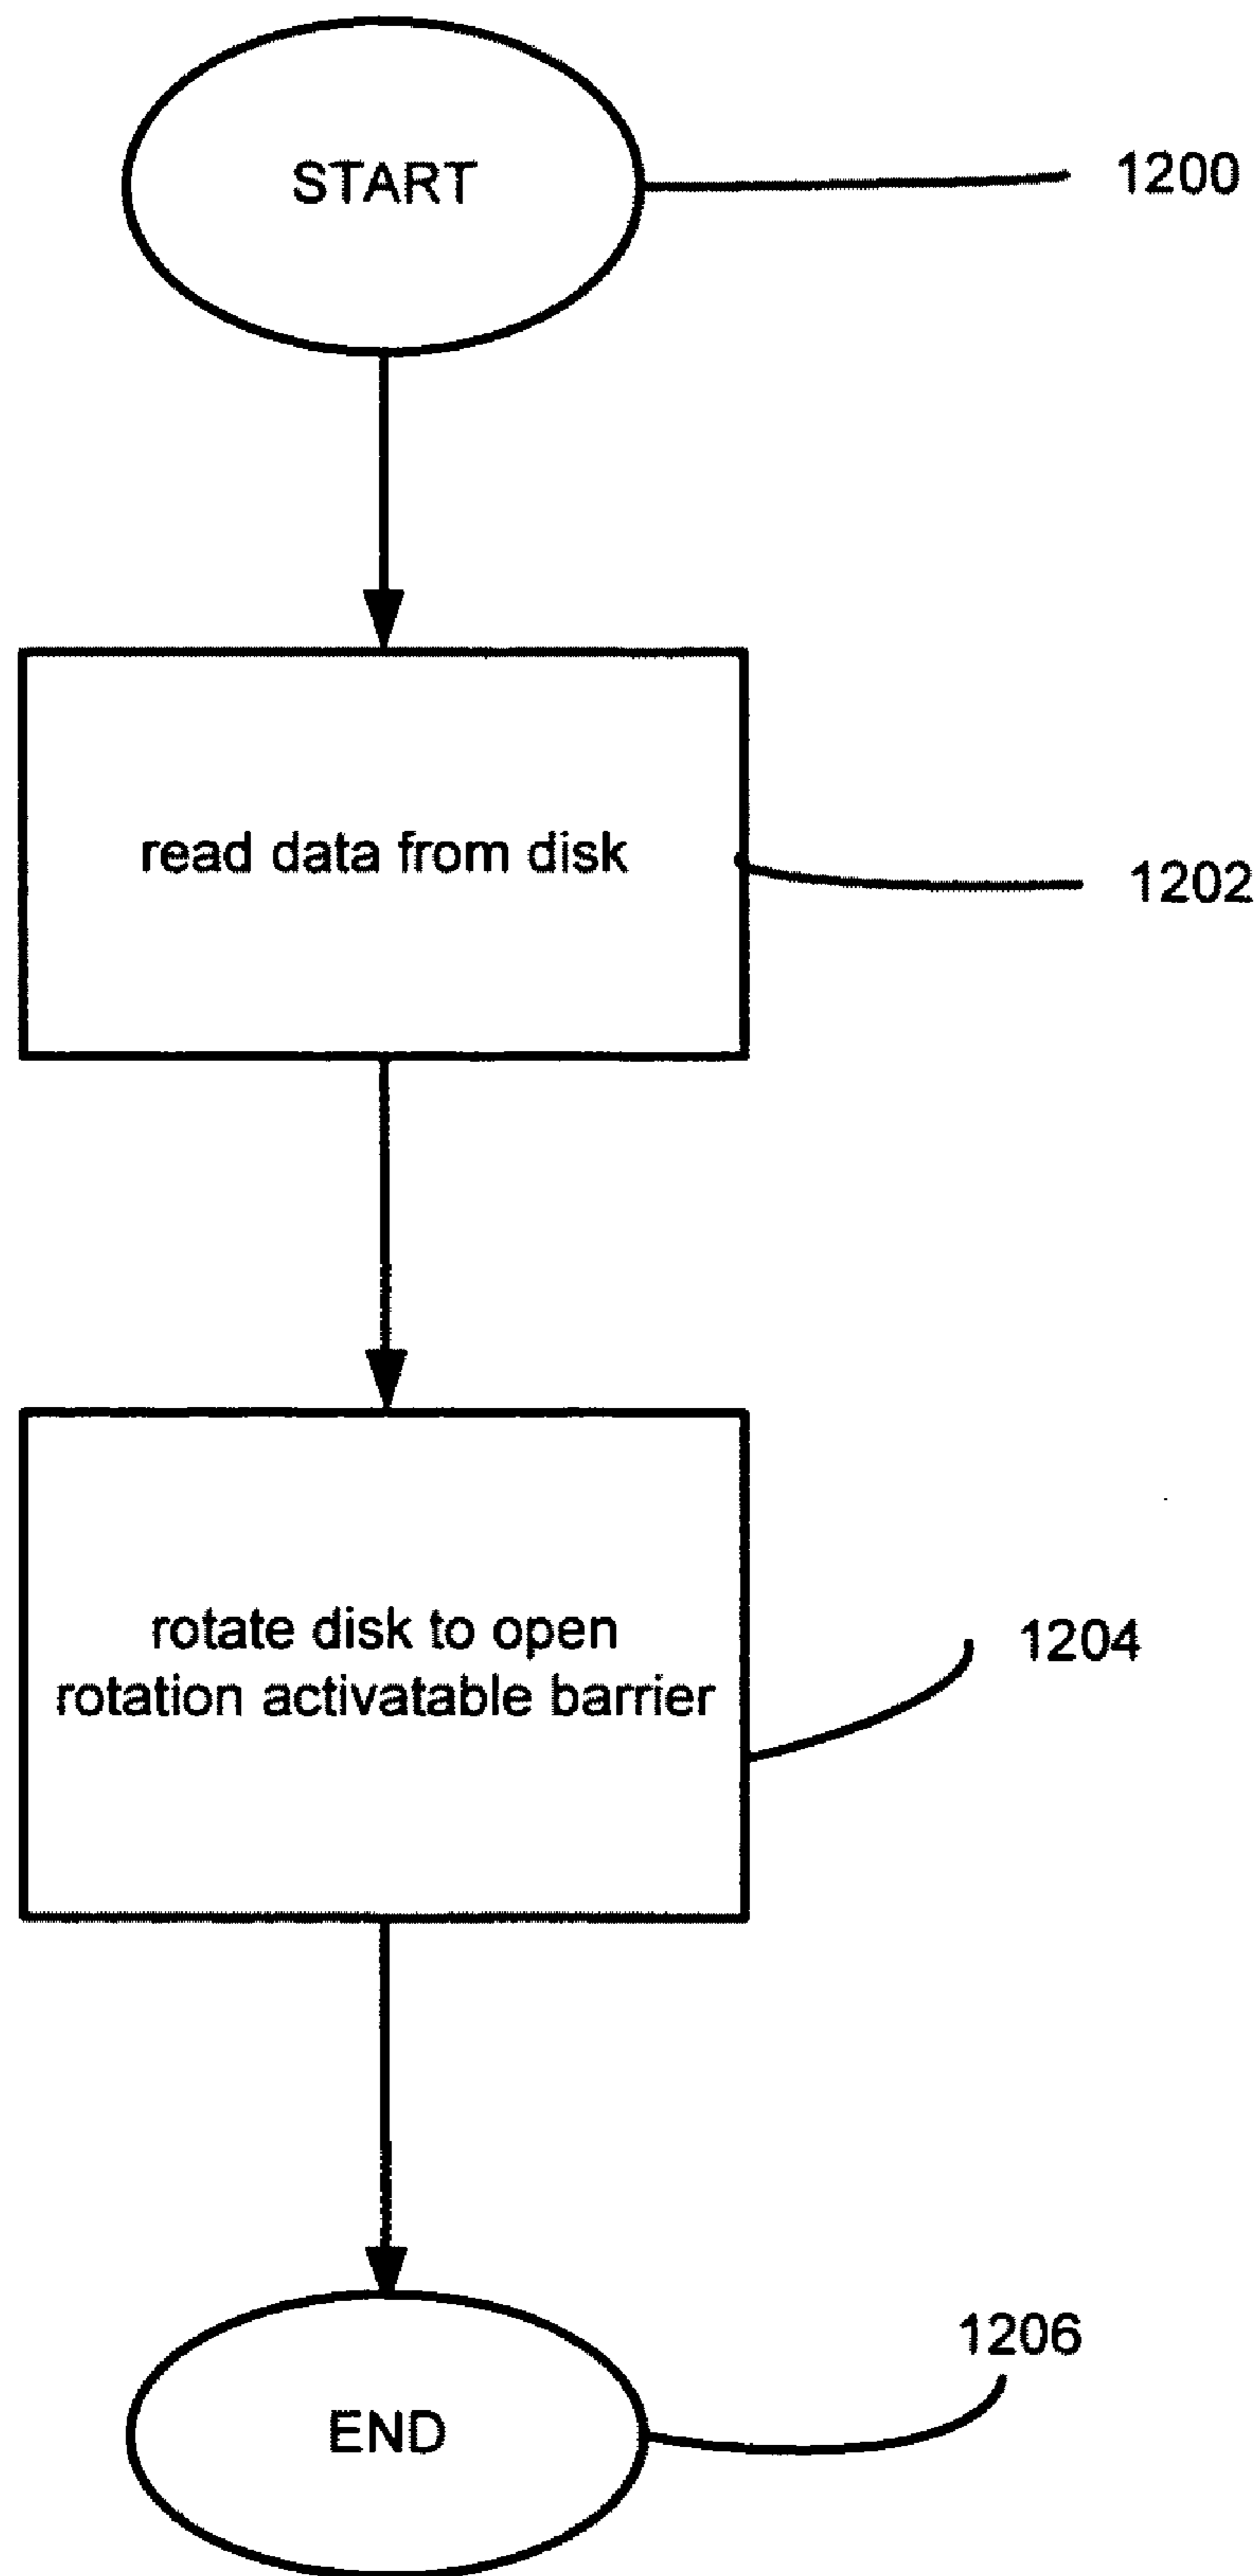 START
1200
read data from disk
1202
rotate disk to open
rotation activatable barrier
1204
1206
END